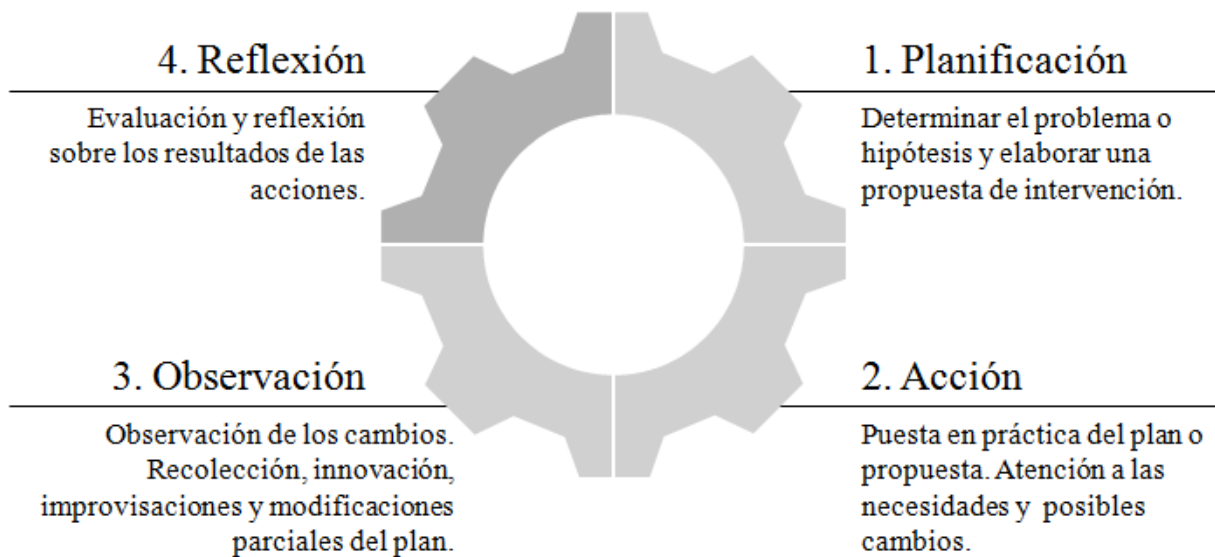 1. Planificación
Determinar el problema o
hipótesis y elaborar una
propuesta de intervención.
2. Acción
Puesta en práctica del plan o
propuesta. Atención a las
necesidades y posibles
cambios.
3. Observación
Observación de los cambios.
Recolección, innovación,
improvisaciones y modificaciones
parciales del plan.
4. Reflexión
Evaluación y reflexión
sobre los resultados de las
acciones.